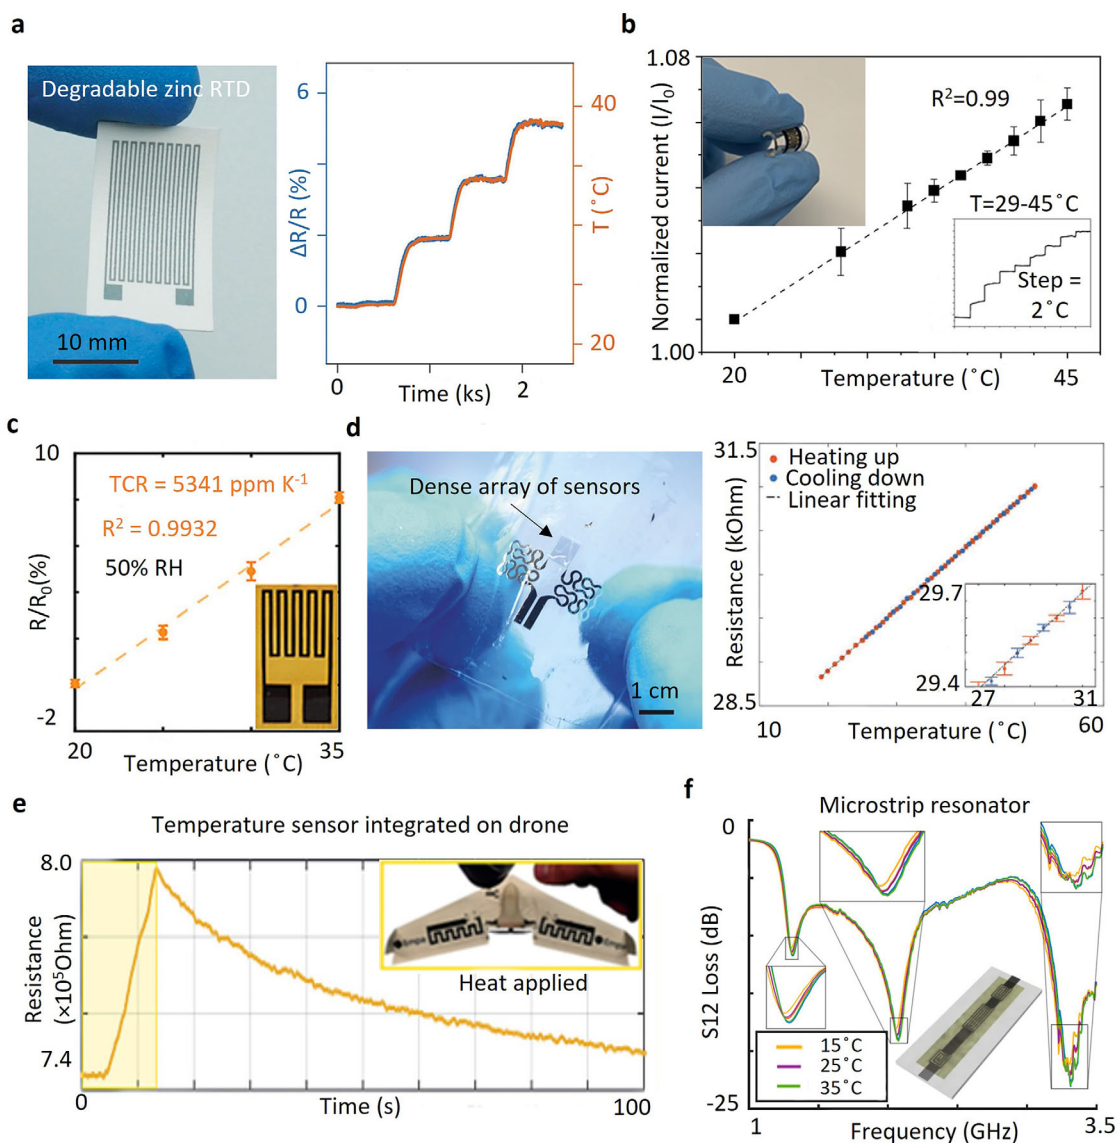 a
Degradable zinc RTD
10 mm
6
0
ΔR/R (%)
40
20
T (˚C)
0
2
Time (ks)
b
1.08
1.00
Normalized current (I/I0)
R2=0.99
T=29-45˚C
Step =
2˚C
20
45
Temperature (˚C)
c
10
-2
R/R0(%)
TCR = 5341 ppm K-1
R2 = 0.9932
50% RH
20
35
Temperature (˚C)
d
Dense array of sensors
1 cm
31.5
28.5
Resistance (kOhm)
Heating up
Cooling down
Linear fitting
29.7
29.4
27
31
10
60
Temperature (˚C)
e
Temperature sensor integrated on drone
8.0
7.4
Resistance
(×105Ohm)
Empa
Empa
Heat applied
0
100
Time (s)
f
Microstrip resonator
0
-25
S12 Loss (dB)
15˚C
25˚C
35˚C
1
3.5
Frequency (GHz)